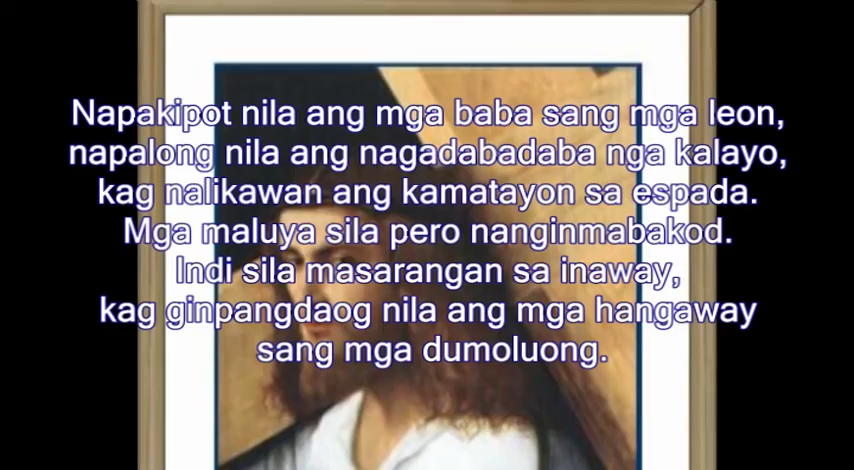 Napakipot nila ang mga baba sang mga leon,
napalong nila ang nagadabadaba nga kalayo,
kag nalikawan ang kamatayon sa espada.
Mga maluya sila pero nanginmabakod.
Indi sila masarangan sa inaway,
kag ginpangdaog nila ang mga hangaway
sang mga dumoluong.